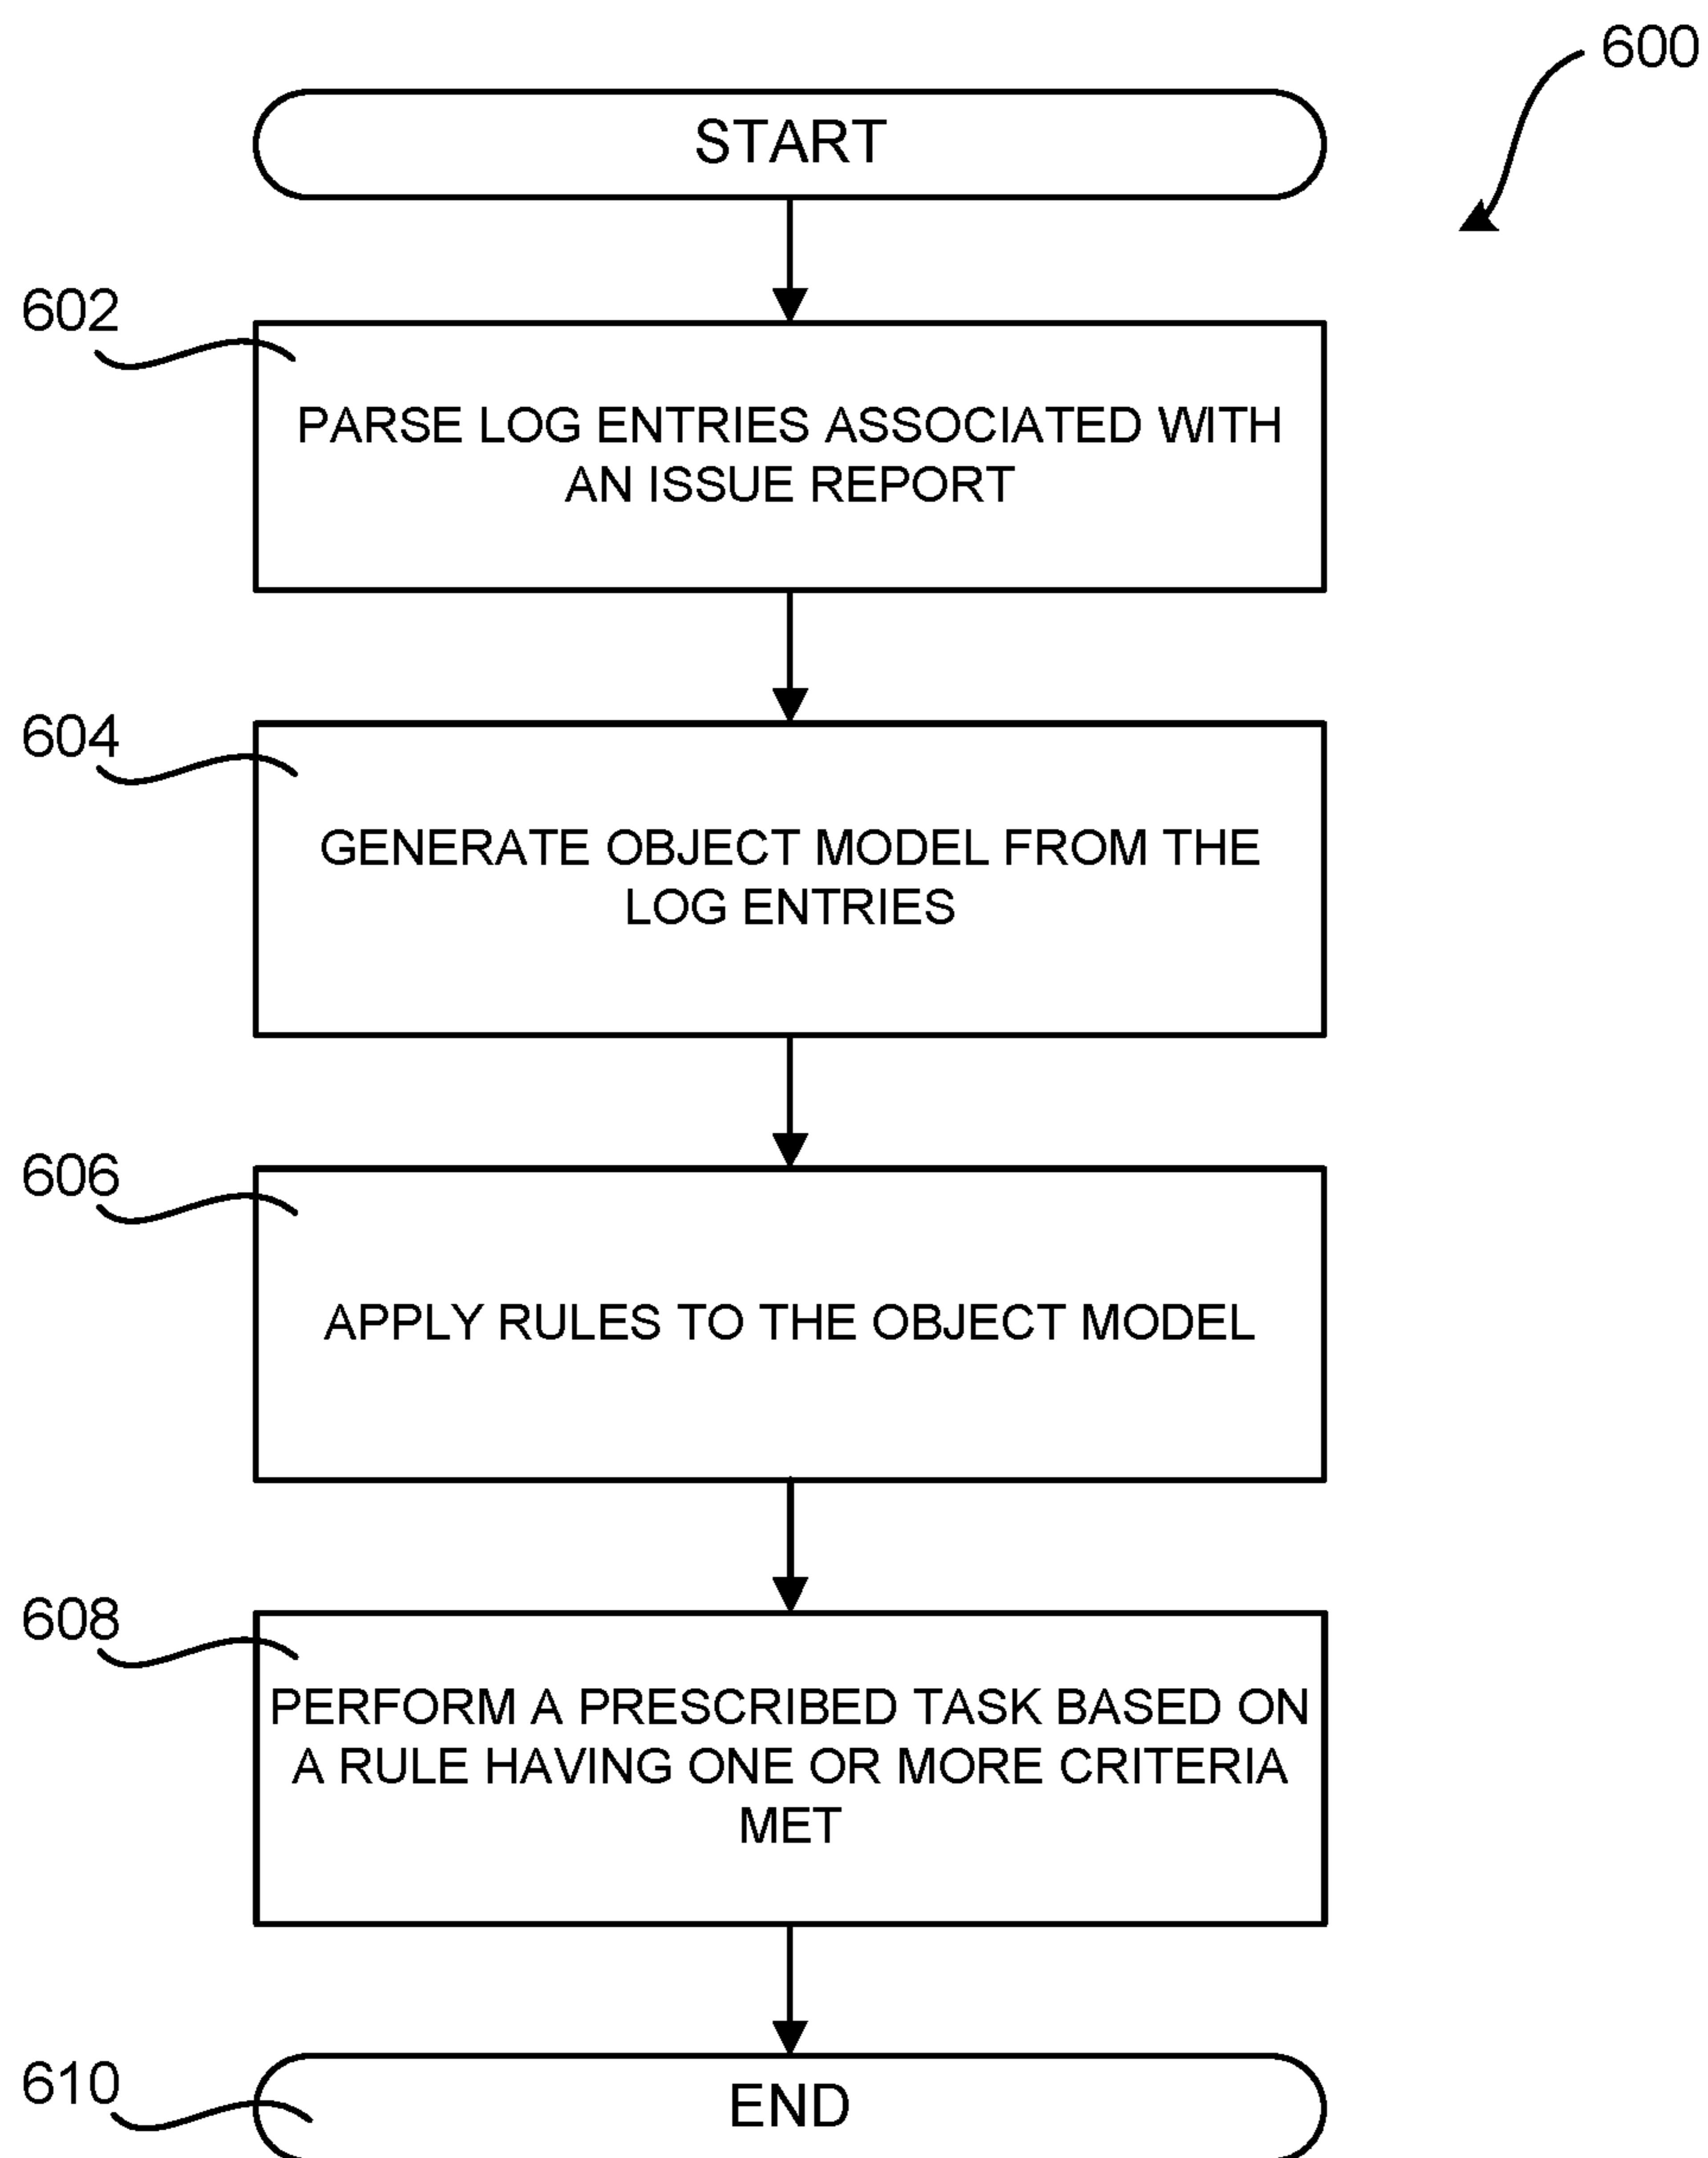 600
START
602
PARSE LOG ENTRIES ASSOCIATED WITH
AN ISSUE REPORT
604
GENERATE OBJECT MODEL FROM THE
LOG ENTRIES
606
APPLY RULES TO THE OBJECT MODEL
608
PERFORM A PRESCRIBED TASK BASED ON
A RULE HAVING ONE OR MORE CRITERIA
MET
610
END